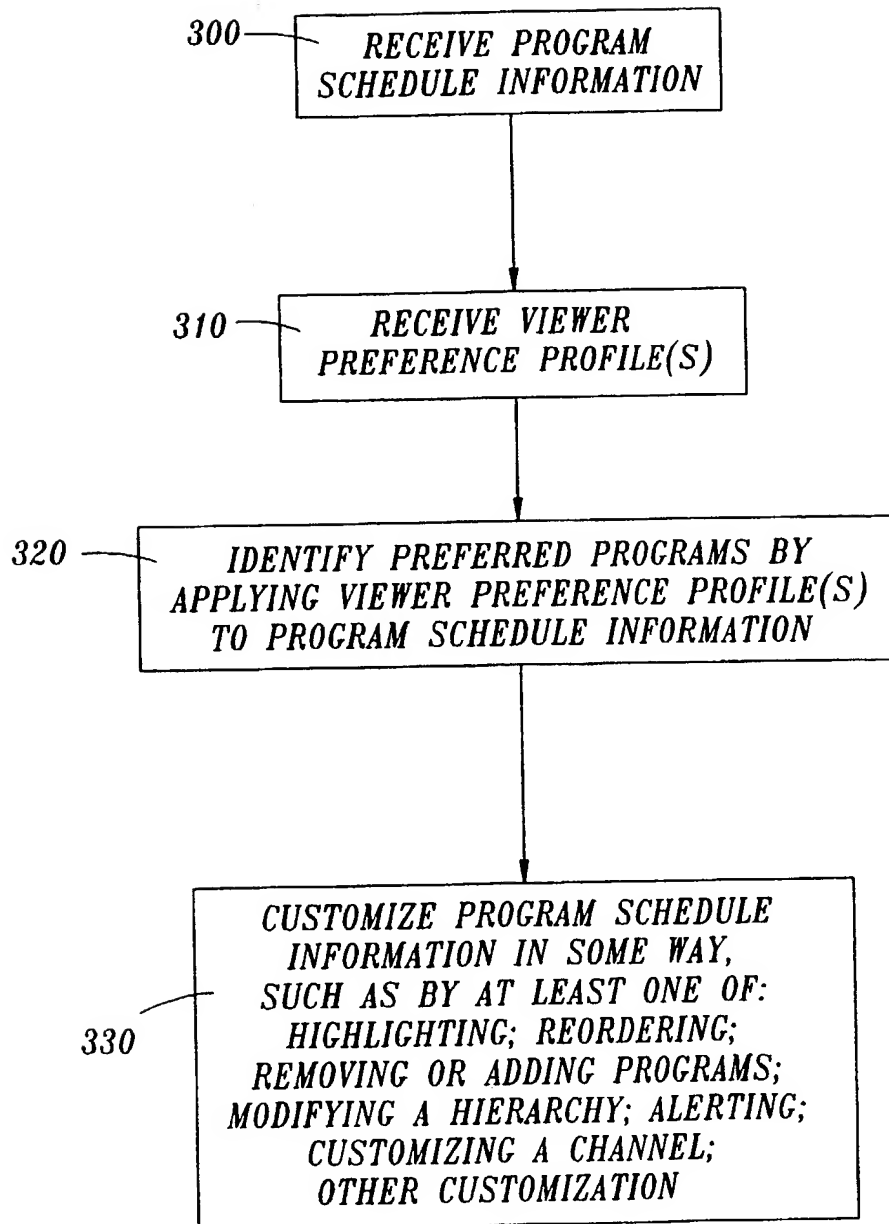 300
RECEIVE PROGRAM
SCHEDULE INFORMATION
310
RECEIVE VIEWER
PREFERENCE PROFILE(S)
320
IDENTIFY PREFERRED PROGRAMS BY
APPLYING VIEWER PREFERENCE PROFILE(S)
TO PROGRAM SCHEDULE INFORMATION
330
CUSTOMIZE PROGRAM SCHEDULE
INFORMATION IN SOME WAY,
SUCH AS BY AT LEAST ONE OF:
HIGHLIGHTING; REORDERING;
REMOVING OR ADDING PROGRAMS;
MODIFYING A HIERARCHY; ALERTING;
CUSTOMIZING A CHANNEL;
OTHER CUSTOMIZATION